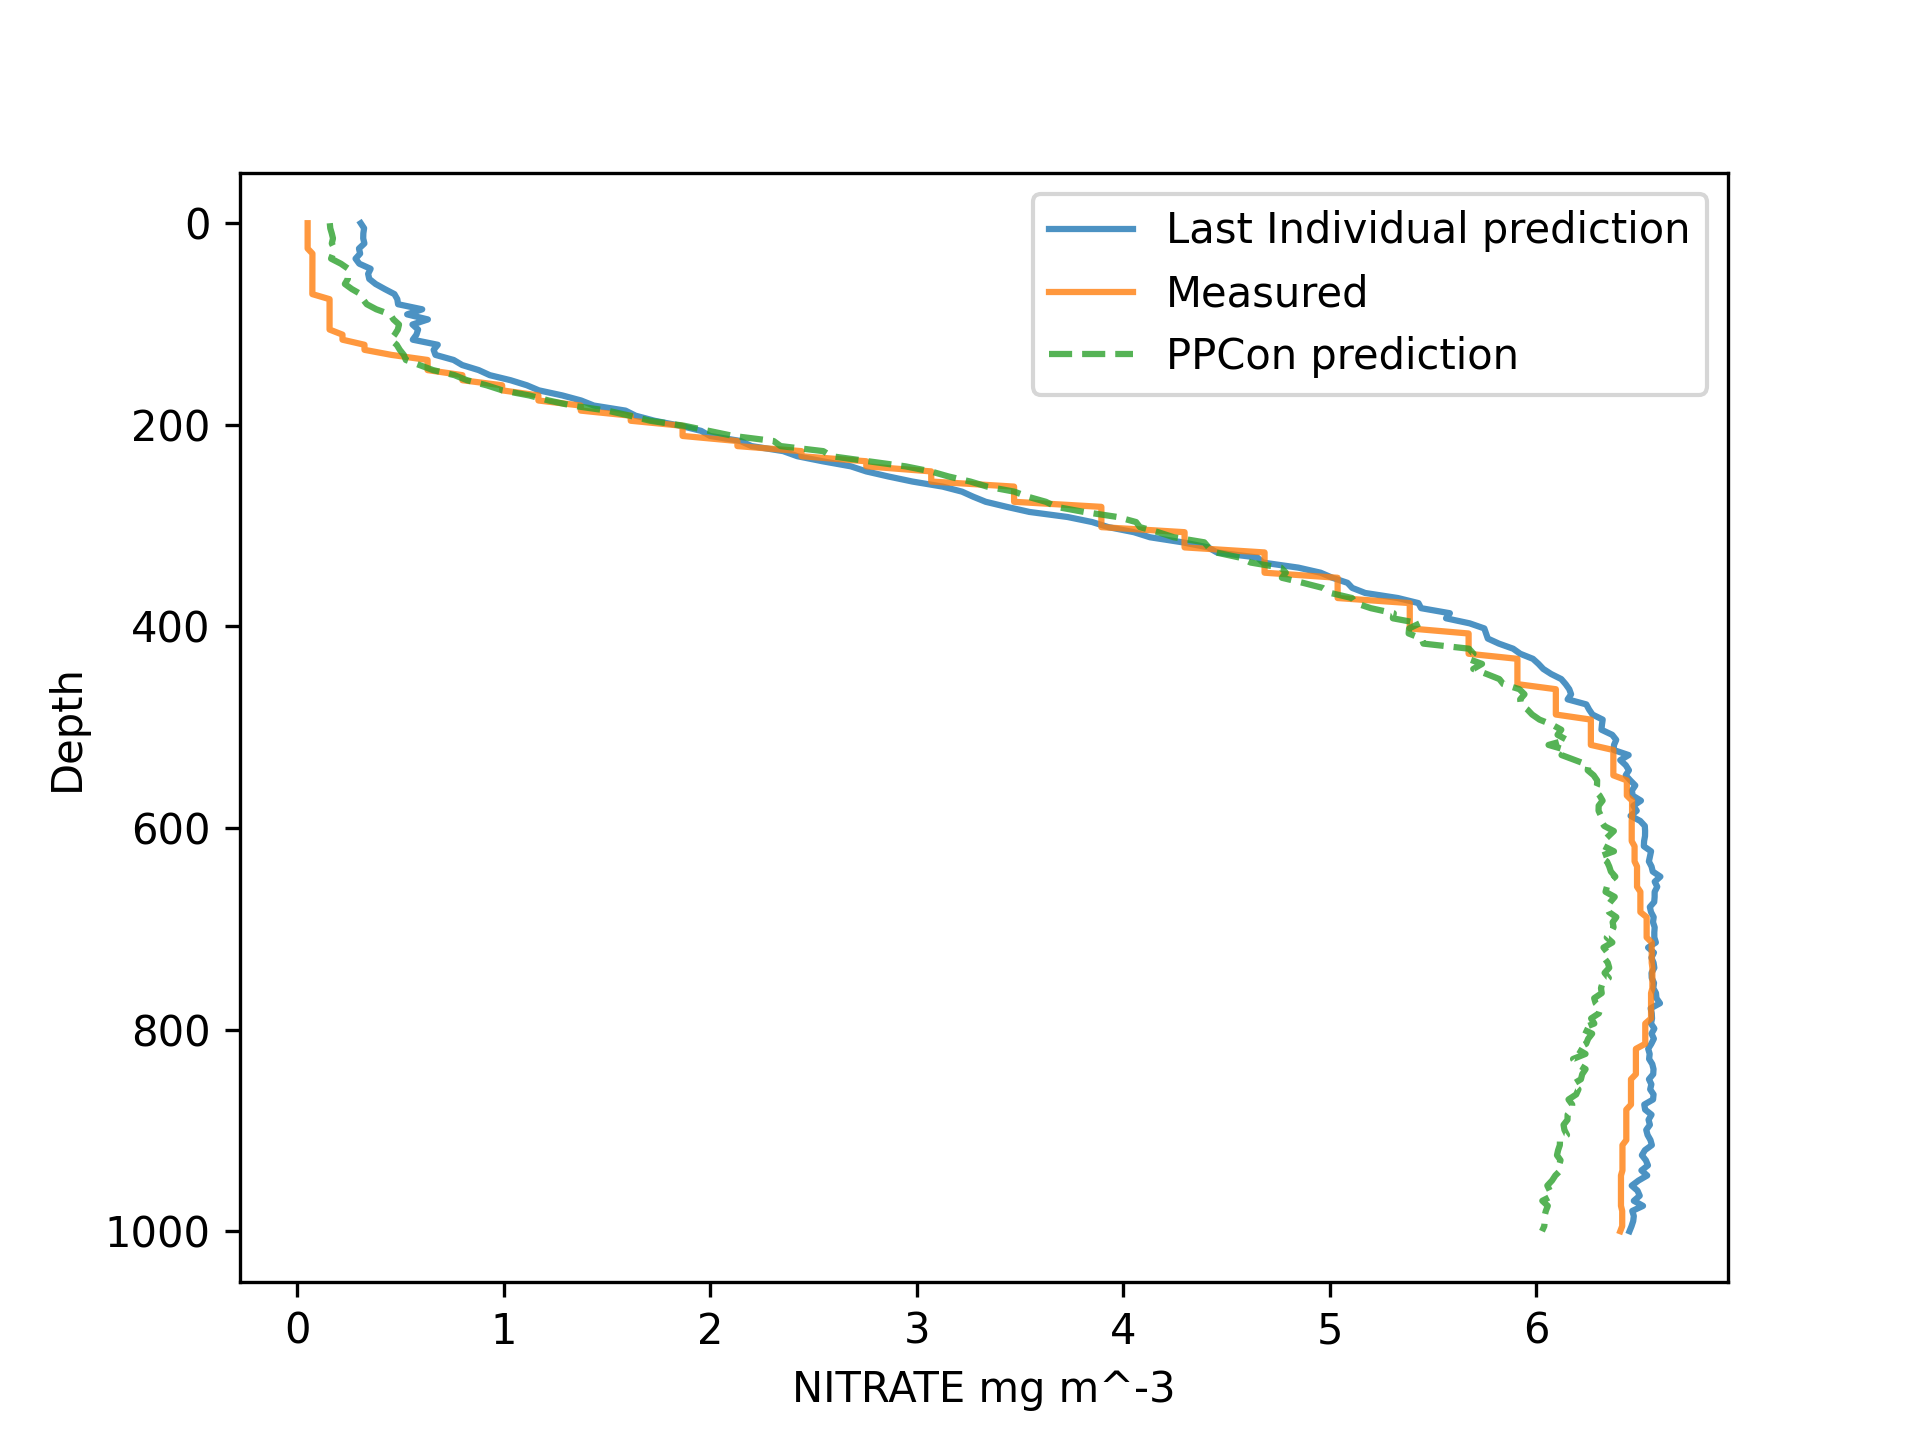 Last Individual prediction
Measured
PPCon prediction
0
200
400
600
800
1000
Depth
0 1 2 3 4 5 6
NITRATE mg m^-3